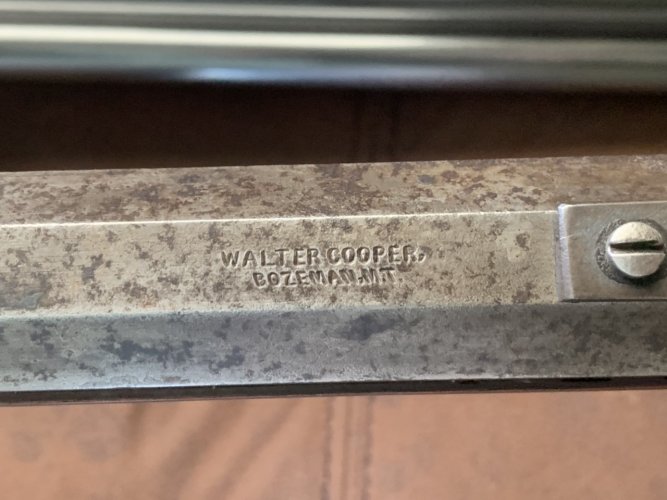 WALTER COOPER,
BOZEMAN, M.T.